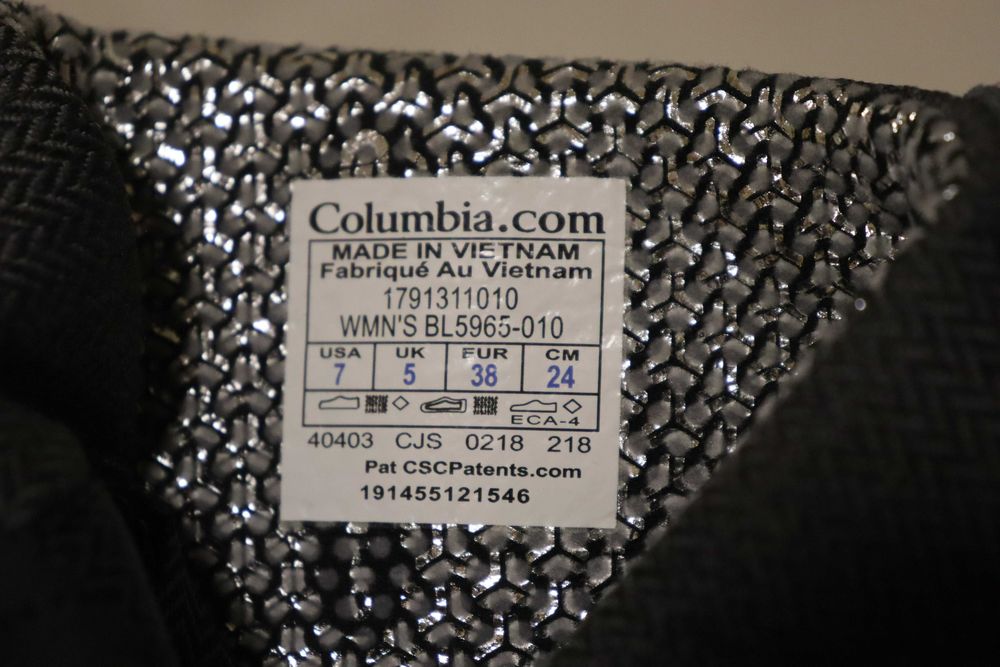 Columbia.com
MADE IN VIETNAM
Fabriqué Au Vietnam
1791311010
WMN'S BL5965-010
USA UK EUR CM
7 5 38 24
ECA-4
40403 CJS 0218 218
Pat CSCPatents.com
191455121546